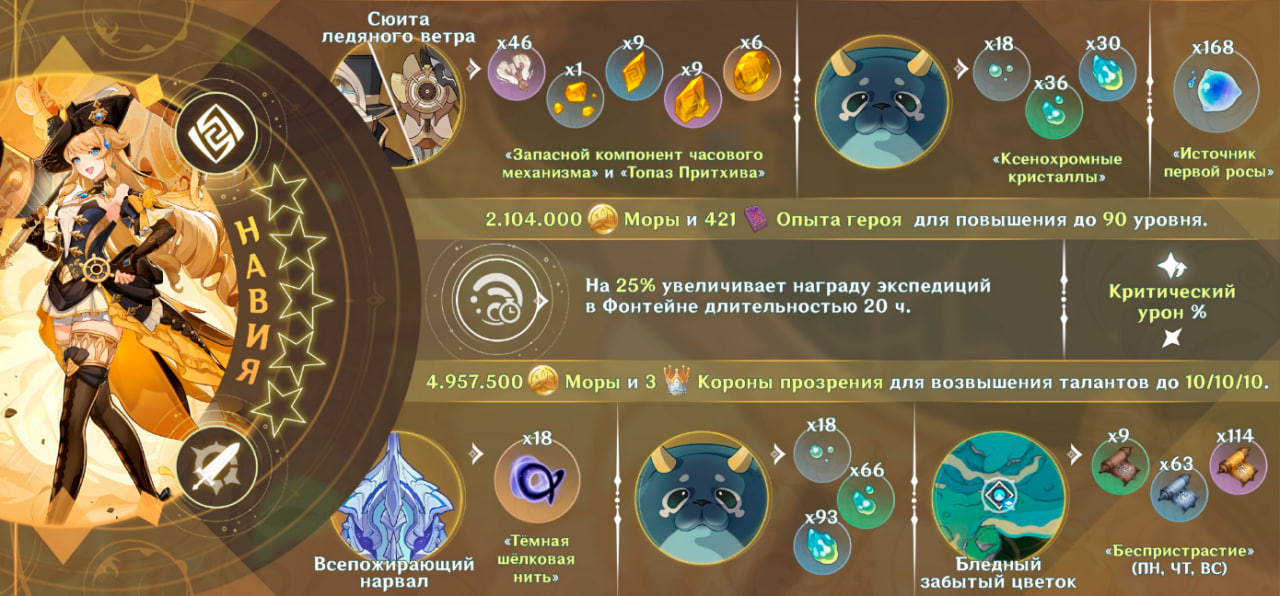 НАВИЯ
Сюита
ледяного ветра
x46
x1
x9
x9
x6
«Запасной компонент часового
механизма» и «Топаз Притхива»
x18
x36
x30
«Ксенохромные
кристаллы»
x168
«Источник
первой росы»
2.104.000 Моры и 421 Опыта героя для повышения до 90 уровня.
На 25% увеличивает награду экспедиций
в Фонтейне длительностью 20 ч.
Критический
урон %
4.957.500 Моры и 3 Короны прозрения для возвышения талантов до 10/10/10.
Всепожирающий
нарвал
x18
«Тёмная
шёлковая
нить»
x18
x66
x93
Бледный
забытый цветок
x9
x63
x114
«Беспристрастие»
(ПН, ЧТ, ВС)